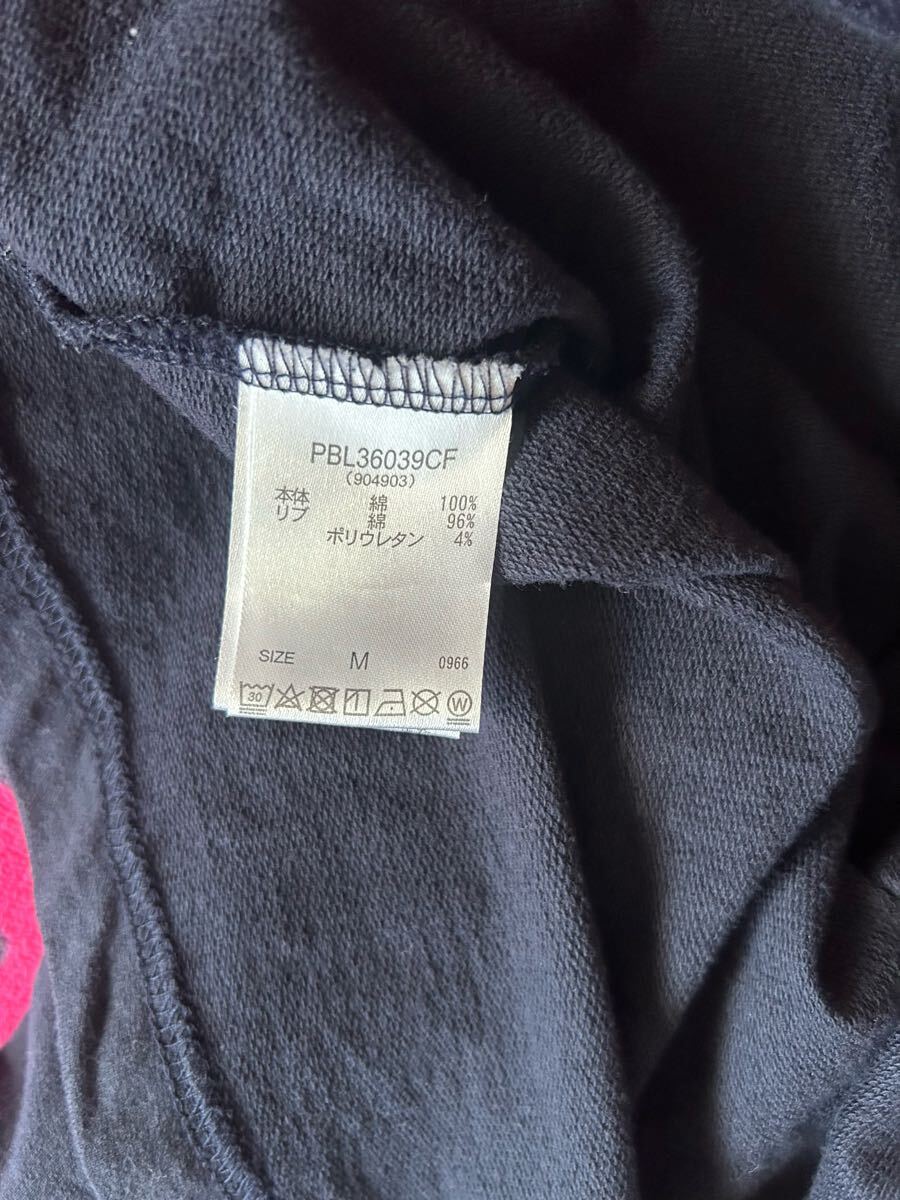 PBL36039CF
(904903)
本体 綿 100%
リブ 綿 96%
ポリウレタン 4%
SIZE M 0966
30 W